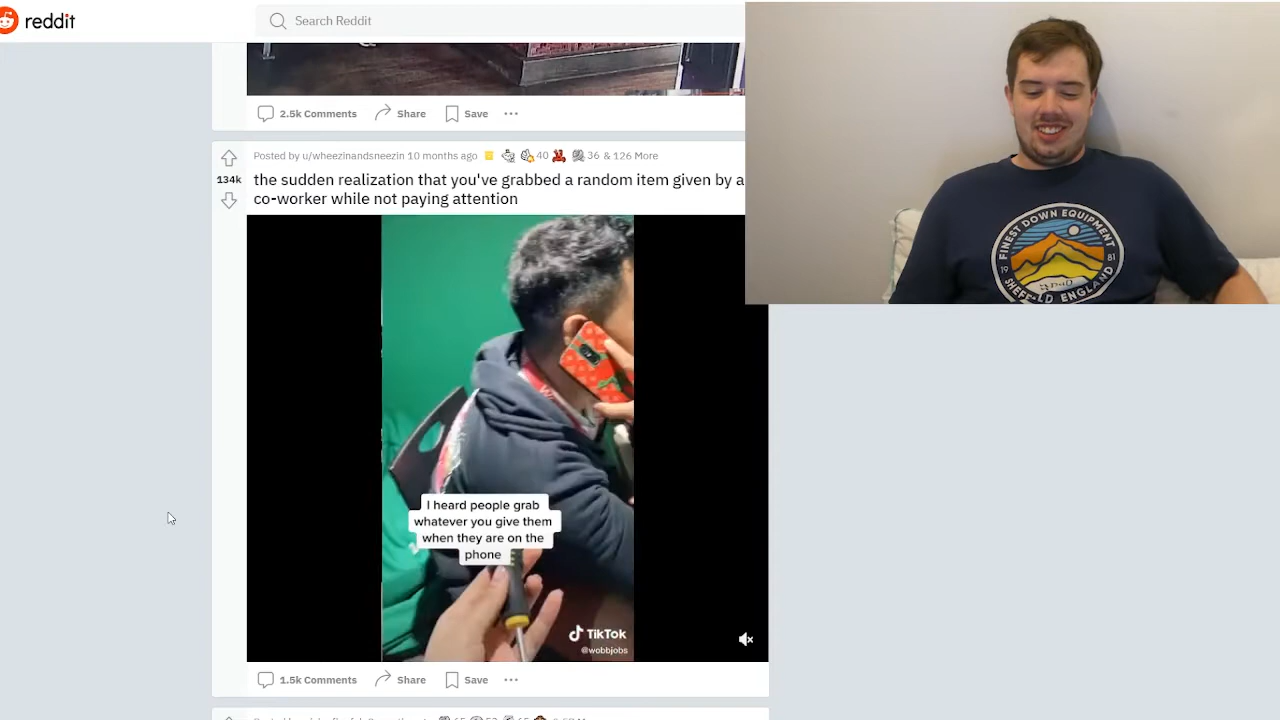 reddit
Search Reddit
2.5k Comments
Share
Save
Posted by u/wheezinandsneezin 10 months ago
40
36 & 126 More
134k
the sudden realization that you've grabbed a random item given by a
co-worker while not paying attention
FINEST DOWN EQUIPMENT
19
81
SHEFFIELD ENGLAND
I heard people grab
whatever you give them
when they are on the
phone
TikTok
@wobbjobs
1.5k Comments
Share
Save